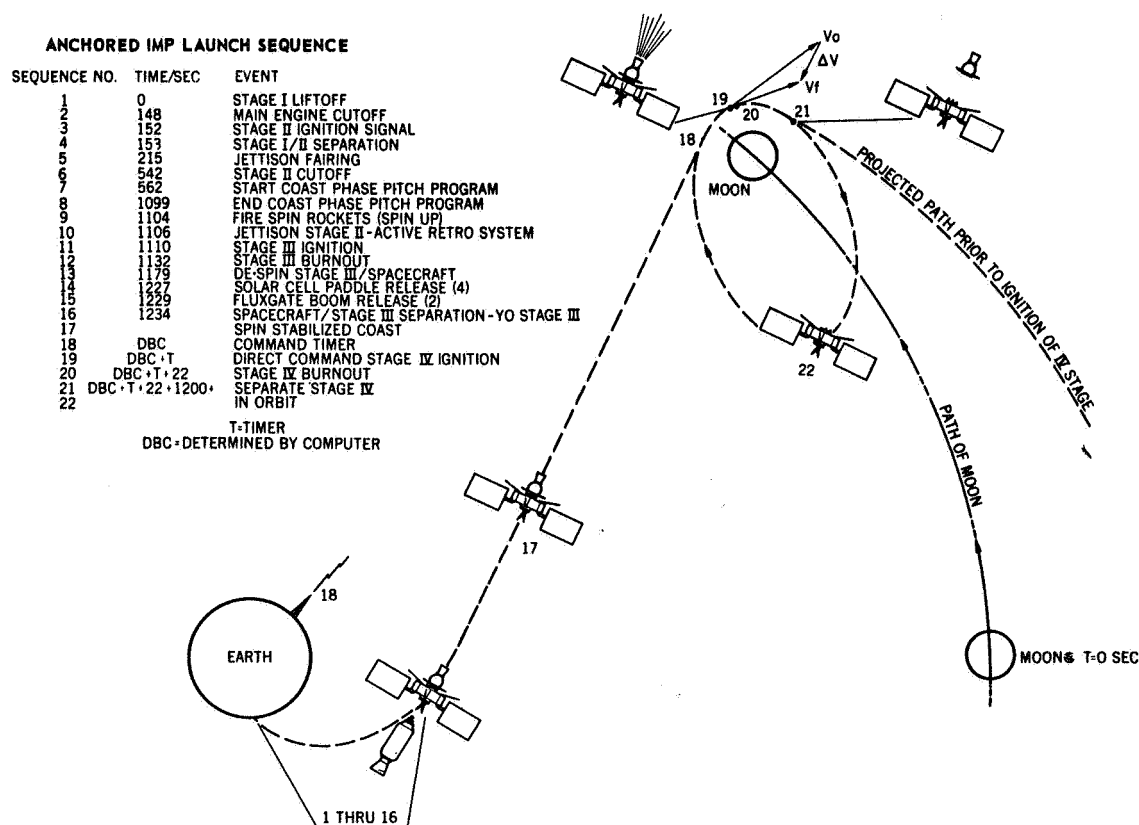 ANCHORED IMP LAUNCH SEQUENCE
SEQUENCE NO. TIME/SEC EVENT
1 0 STAGE I LIFTOFF
2 148 MAIN ENGINE CUTOFF
3 152 STAGE II IGNITION SIGNAL
4 153 STAGE I/II SEPARATION
5 215 JETTISON FAIRING
6 542 STAGE II CUTOFF
7 562 START COAST PHASE PITCH PROGRAM
8 1099 END COAST PHASE PITCH PROGRAM
9 1104 FIRE SPIN ROCKETS (SPIN UP)
10 1106 JETTISON STAGE II-ACTIVE RETRO SYSTEM
11 1110 STAGE III IGNITION
12 1132 STAGE III BURNOUT
13 1179 DE-SPIN STAGE III/SPACECRAFT
14 1227 SOLAR CELL PADDLE RELEASE (4)
15 1229 FLUXGATE BOOM RELEASE (2)
16 1234 SPACECRAFT/STAGE III SEPARATION-YO STAGE III
17 SPIN STABILIZED COAST
18 DBC COMMAND TIMER
19 DBC+T DIRECT COMMAND STAGE IV IGNITION
20 DBC+T+22 STAGE IV BURNOUT
21 DBC+T+22+1200+ SEPARATE STAGE IV
22 IN ORBIT
T=TIMER
DBC=DETERMINED BY COMPUTER
Vo
ΔV
Vf
19
20
21
18
MOON
PROJECTED PATH PRIOR TO IGNITION OF IV STAGE
22
PATH OF MOON
17
18
EARTH
MOON@ T=0 SEC
1 THRU 16